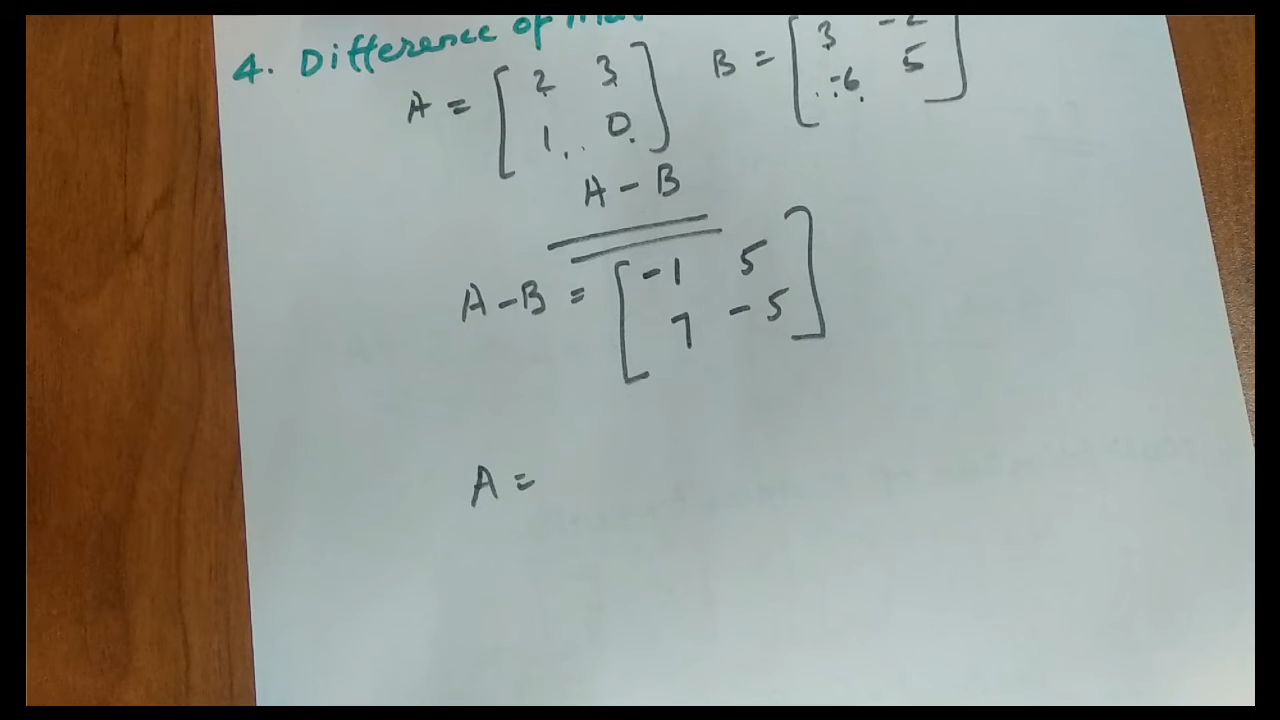 4. Difference of
A = [ 2 3 B = [ 3 -2
1 0 ] -6 5 ]
A - B
A - B = [ -1 5
7 -5 ]
A =